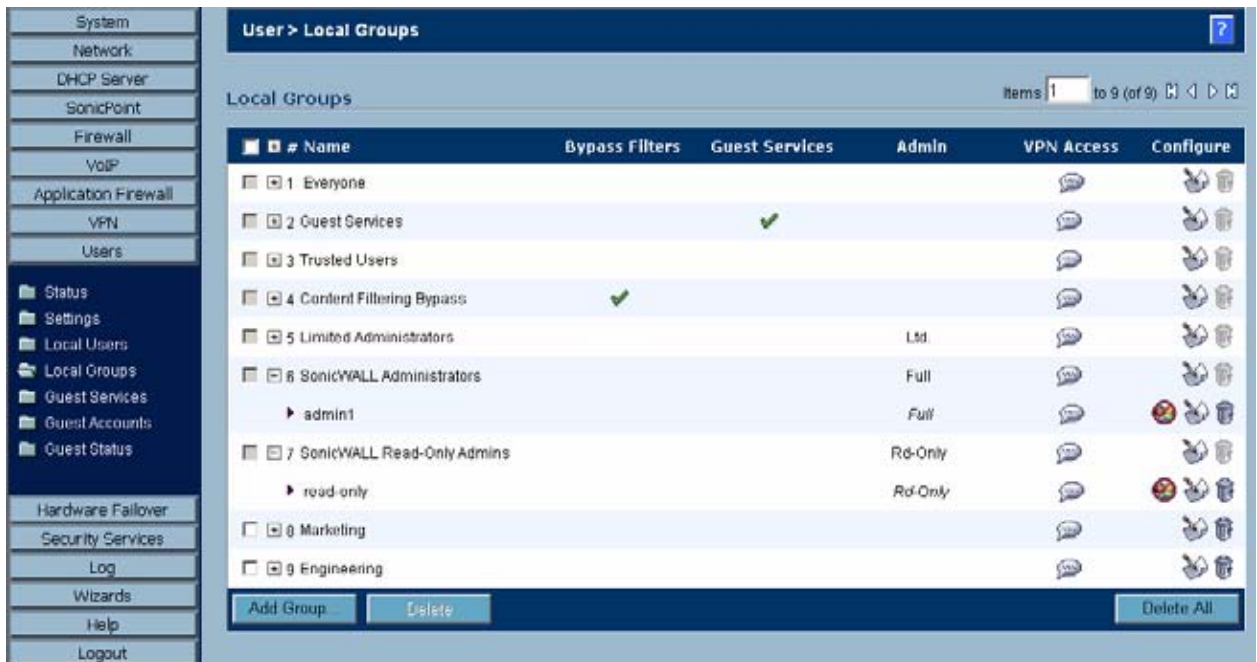 System
Network
DHCP Server
SonicPoint
Firewall
VoIP
Application Firewall
VPN
Users
Status
Settings
Local Users
Local Groups
Guest Services
Guest Accounts
Guest Status
Hardware Failover
Security Services
Log
Wizards
Help
Logout
User > Local Groups
?
Local Groups
Items 1 to 9 (of 9)
# Name Bypass Filters Guest Services Admin VPN Access Configure
1 Everyone
2 Guest Services
3 Trusted Users
4 Content Filtering Bypass
5 Limited Administrators Ltd.
6 SonicWALL Administrators Full
admin1 Full
7 SonicWALL Read-Only Admins Rd-Only
read-only Rd-Only
8 Marketing
9 Engineering
Add Group... Delete Delete All